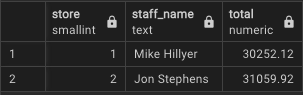 store staff_name total
smallint text numeric
1 1 Mike Hillyer 30252.12
2 2 Jon Stephens 31059.92